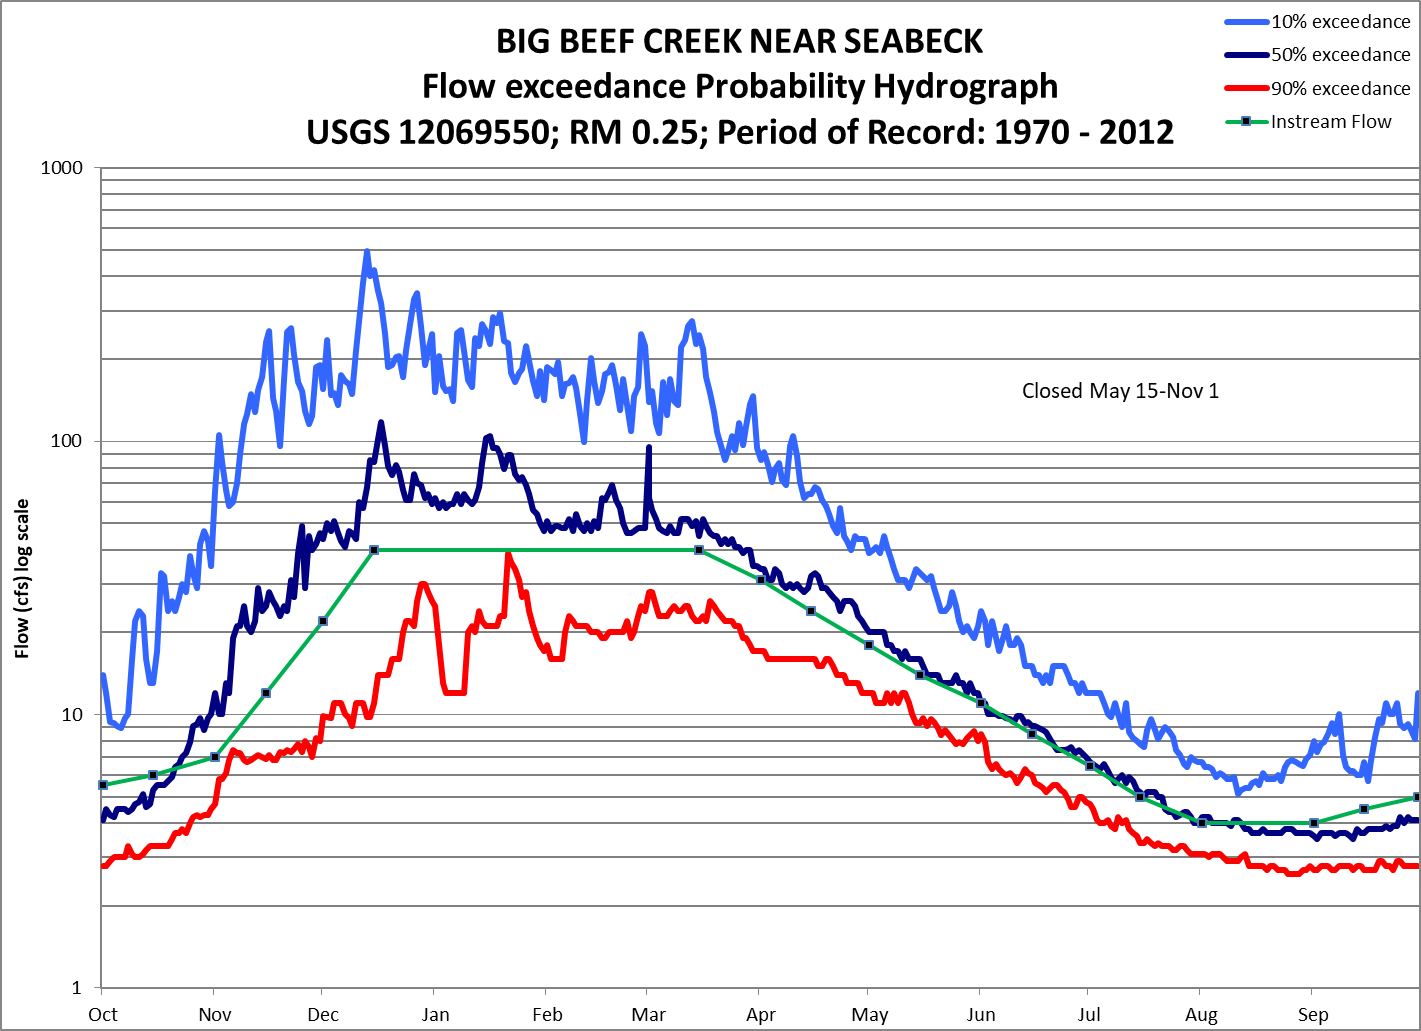 BIG BEEF CREEK NEAR SEABECK
Flow exceedance Probability Hydrograph
USGS 12069550; RM 0.25; Period of Record: 1970 - 2012
10% exceedance
50% exceedance
90% exceedance
Instream Flow
1000
100
10
1
Flow (cfs) log scale
Closed May 15-Nov 1
Oct Nov Dec Jan Feb Mar Apr May Jun Jul Aug Sep